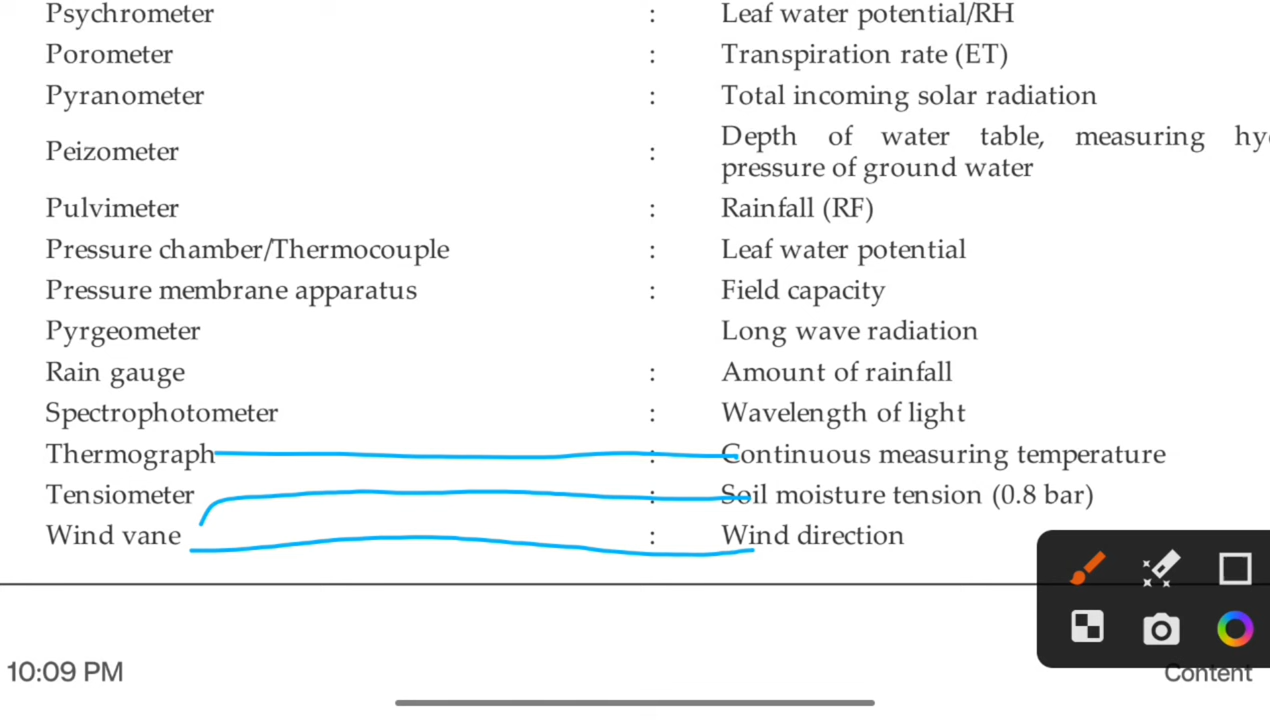 Psychrometer : Leaf water potential/RH
Porometer : Transpiration rate (ET)
Pyranometer : Total incoming solar radiation
Peizometer : Depth of water table, measuring hy
pressure of ground water
Pulvimeter : Rainfall (RF)
Pressure chamber/Thermocouple : Leaf water potential
Pressure membrane apparatus : Field capacity
Pyrgeometer Long wave radiation
Rain gauge : Amount of rainfall
Spectrophotometer : Wavelength of light
Thermograph : Continuous measuring temperature
Tensiometer : Soil moisture tension (0.8 bar)
Wind vane : Wind direction
10:09 PM
Content